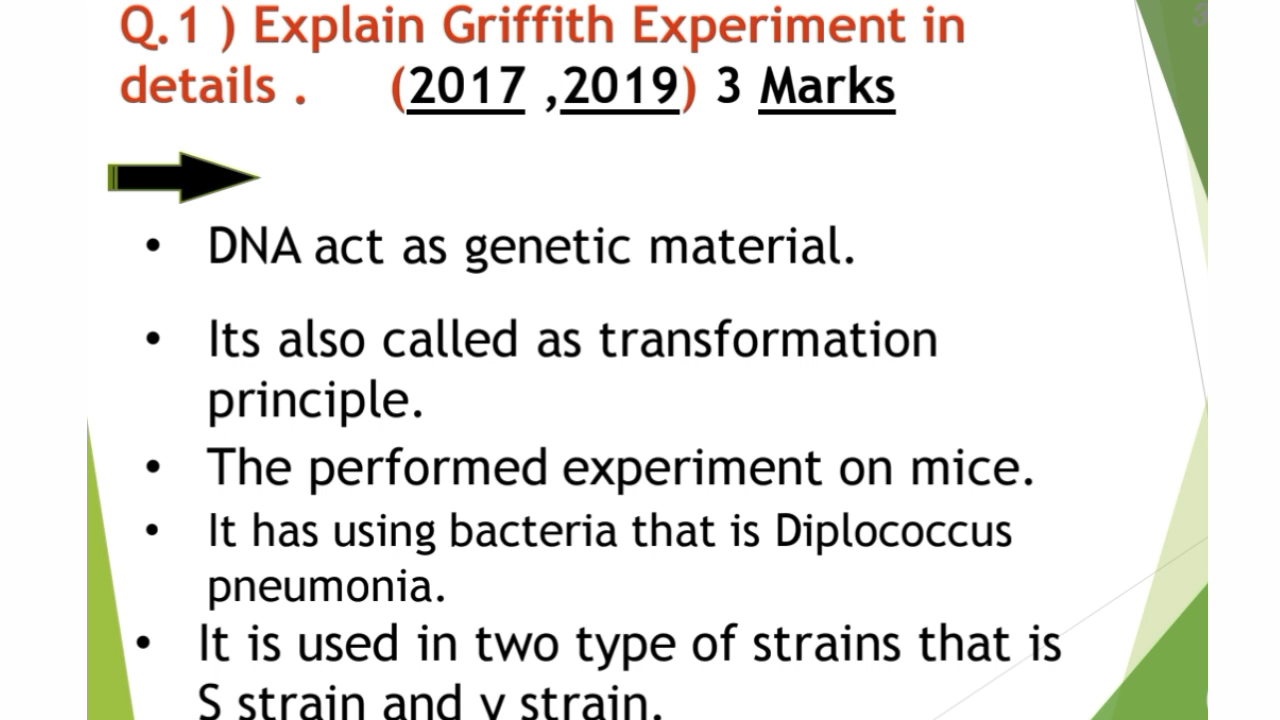 Q.1 ) Explain Griffith Experiment in
details . (2017 ,2019) 3 Marks
• DNA act as genetic material.
• Its also called as transformation
principle.
• The performed experiment on mice.
• It has using bacteria that is Diplococcus
pneumonia.
• It is used in two type of strains that is
S strain and v strain.